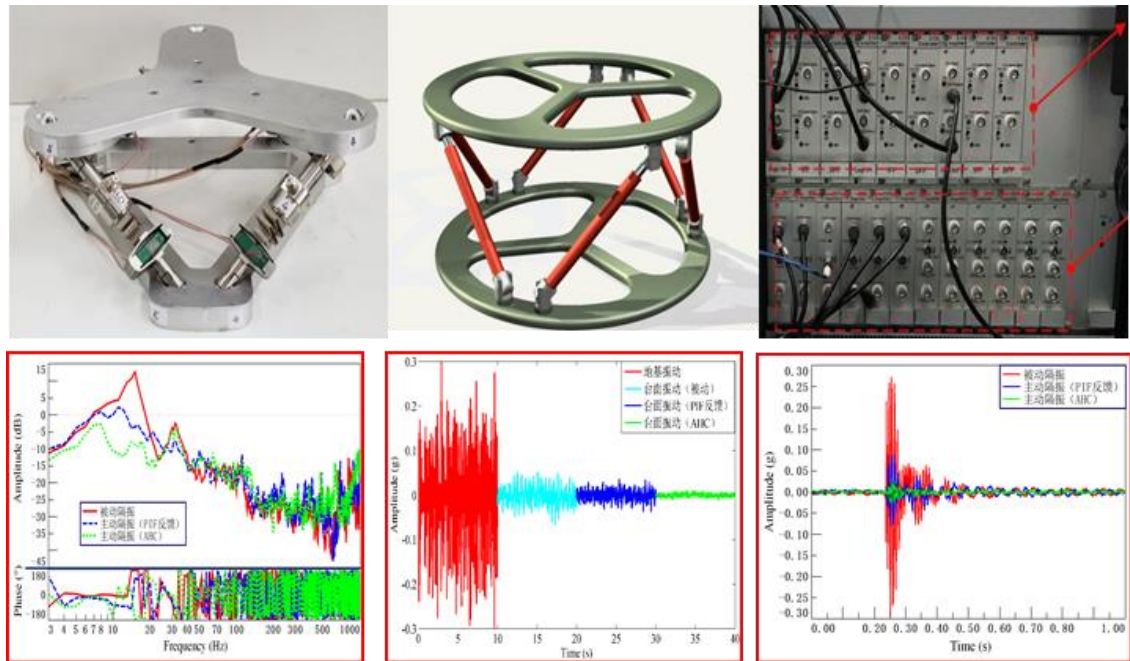 Amplitude (dB)
15
10
5
0
-5
-10
-15
-20
-25
-30
-35
-45
被动隔振
主动隔振(PIF反馈)
主动隔振(AHC)
Phase (°)
180
0
-180
3 4 5 6 7 8 10 20 30 40 50 70 100 200 300 500 1000
Frequency (Hz)
Amplitude (g)
0.3
0.2
0.1
0
-0.1
-0.2
-0.3
地基振动
台面振动(被动)
台面振动(PIF反馈)
台面振动(AHC)
0 5 10 15 20 25 30 35 40
Time (s)
Amplitude (g)
0.30
0.25
0.20
0.15
0.10
0.05
0.00
-0.05
-0.10
-0.15
-0.20
-0.25
-0.30
被动隔振
主动隔振(PIF反馈)
主动隔振(AHC)
0.00 0.20 0.30 0.40 0.50 0.60 0.70 0.80 1.00
Time (s)